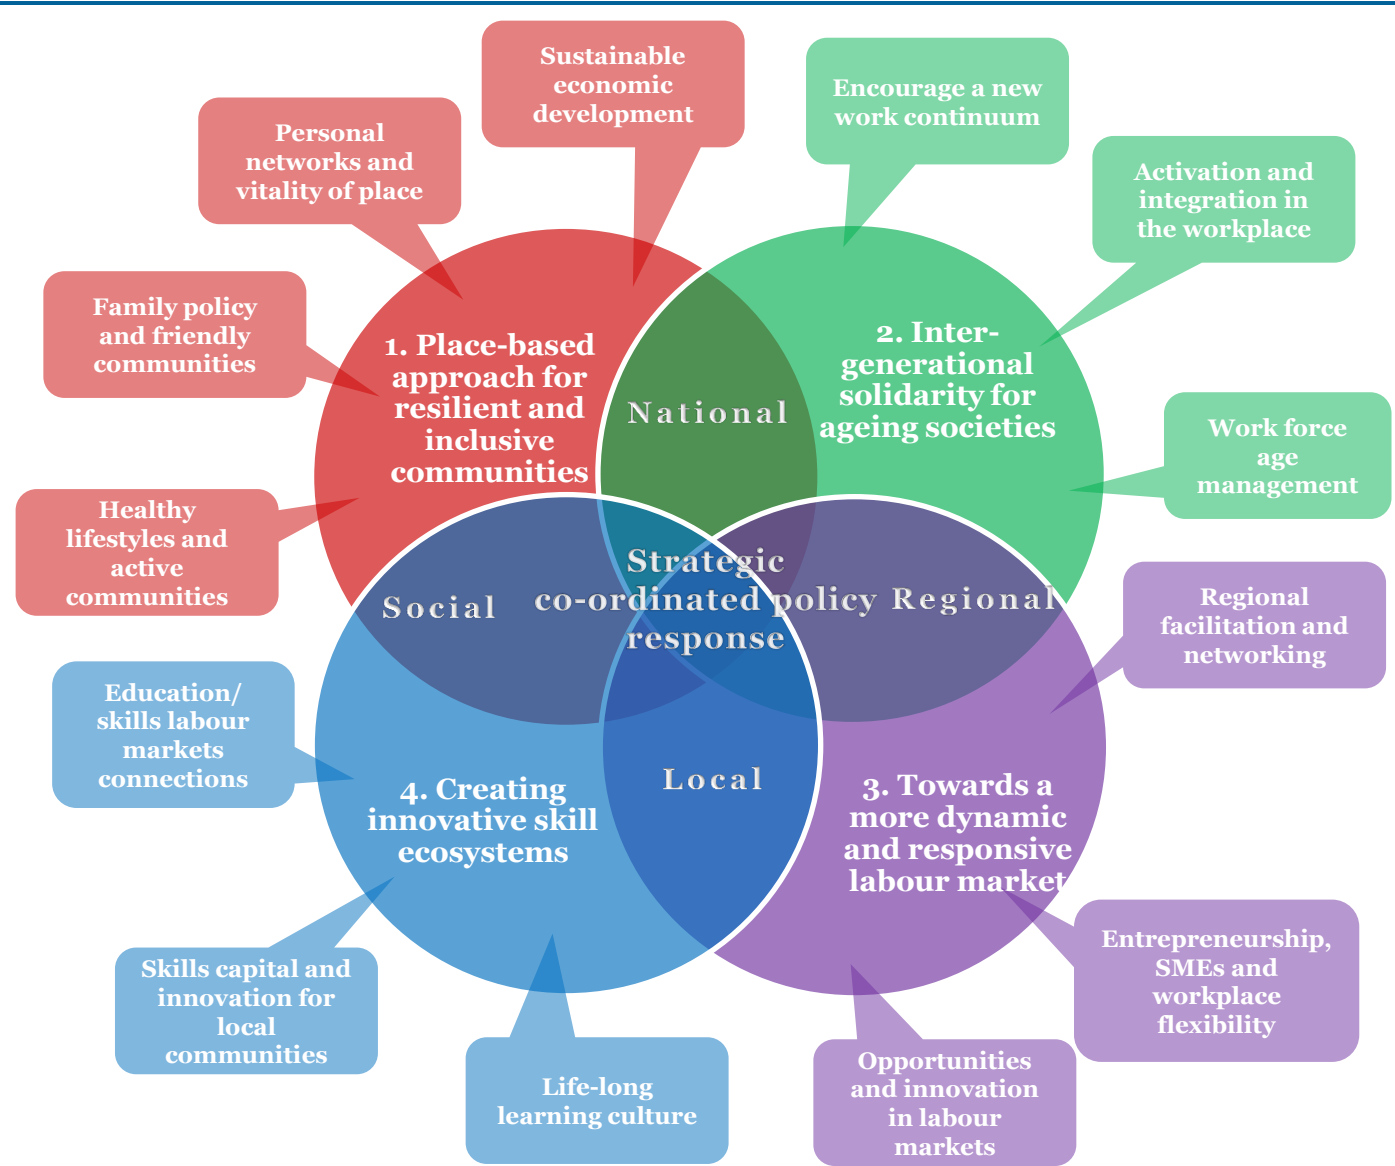 Sustainable
economic
development
Encourage a new
work continuum
Personal
networks and
vitality of place
Activation and
integration in
the workplace
Family policy
and friendly
communities
1. Place-based
approach for
resilient and
inclusive
communities
2. Inter-
generational
solidarity for
ageing societies
National
Work force
age
management
Healthy
lifestyles and
active
communities
Social
Strategic
co-ordinated policy
response
Regional
Regional
facilitation and
networking
Education/
skills labour
markets
connections
Local
4. Creating
innovative skill
ecosystems
3. Towards a
more dynamic
and responsive
labour market
Skills capital and
innovation for
local
communities
Entrepreneurship,
SMEs and
workplace
flexibility
Life-long
learning culture
Opportunities
and innovation
in labour
markets